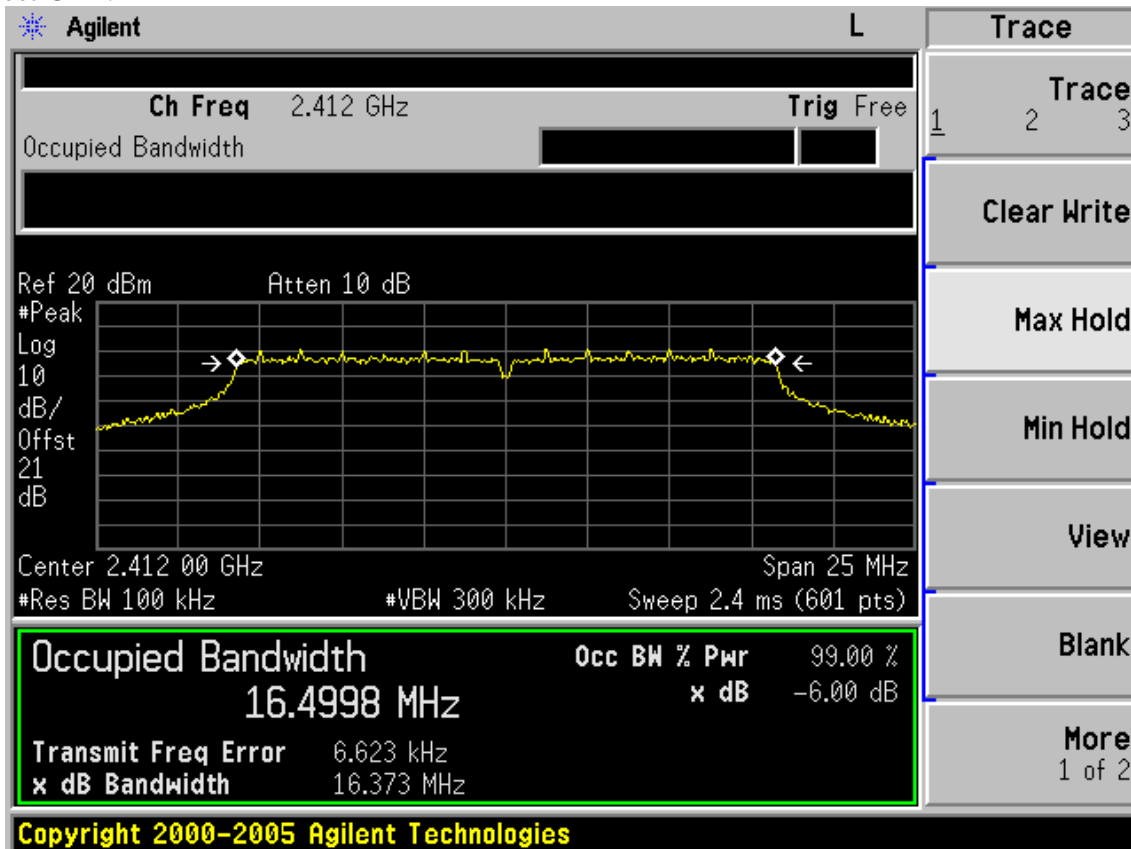 Agilent L Trace
Ch Freq 2.412 GHz Trig Free
Occupied Bandwidth
Trace
1 2 3
Clear Write
Ref 20 dBm Atten 10 dB
#Peak
Log
10
dB/
Offst
21
dB
Max Hold
Min Hold
View
Center 2.412 00 GHz Span 25 MHz
#Res BW 100 kHz #VBW 300 kHz Sweep 2.4 ms (601 pts)
Occupied Bandwidth Occ BW % Pwr 99.00 %
16.4998 MHz x dB -6.00 dB
Transmit Freq Error 6.623 kHz
x dB Bandwidth 16.373 MHz
Blank
More
1 of 2
Copyright 2000-2005 Agilent Technologies